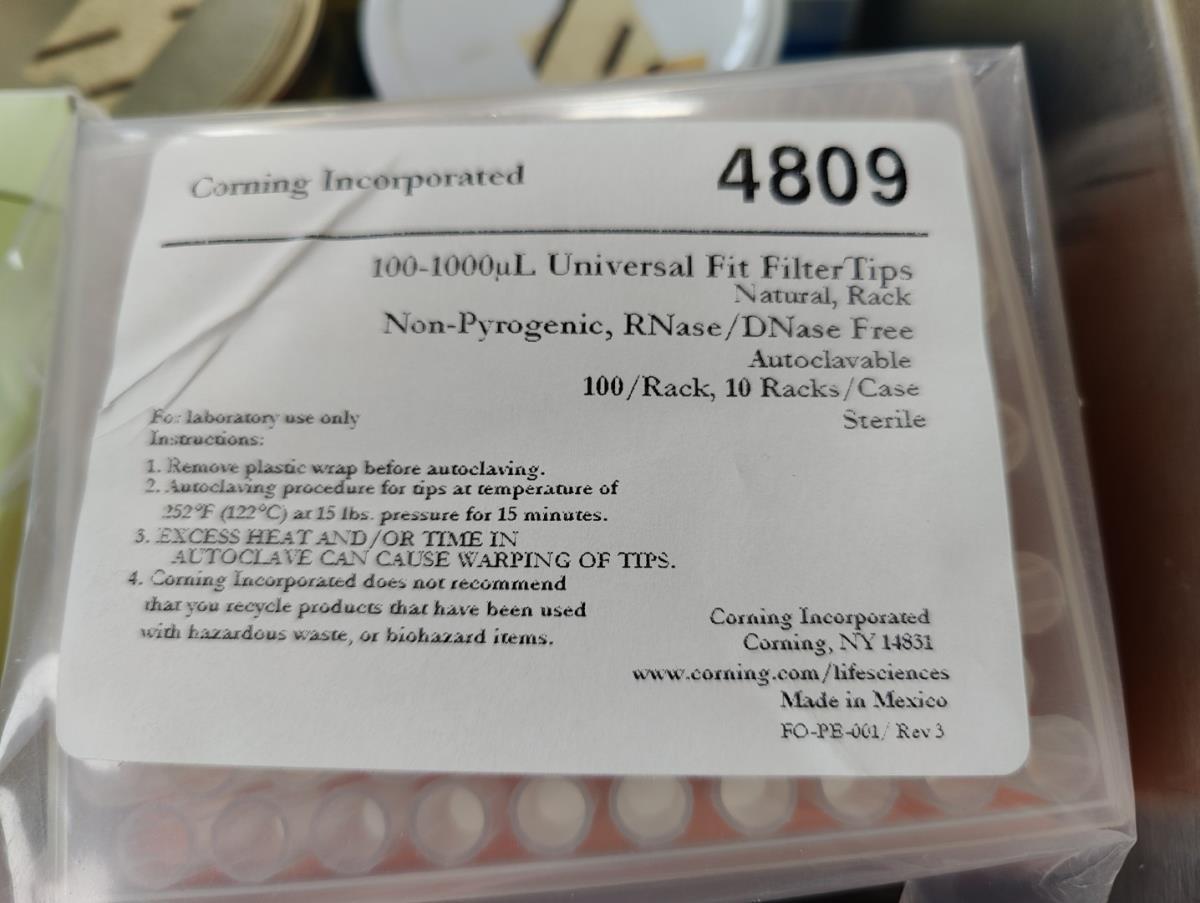 Corning Incorporated
4809
100-1000µL Universal Fit FilterTips
Natural, Rack
Non-Pyrogenic, RNase/DNase Free
Autoclavable
100/Rack, 10 Racks/Case
Sterile
For laboratory use only
Instructions:
1. Remove plastic wrap before autoclaving.
2. Autoclaving procedure for tips at temperature of
252°F (122°C) at 15 lbs. pressure for 15 minutes.
3. EXCESS HEAT AND/OR TIME IN
AUTOCLAVE CAN CAUSE WARPING OF TIPS.
4. Corning Incorporated does not recommend
that you recycle products that have been used
with hazardous waste, or biohazard items.
Corning Incorporated
Corning, NY 14831
www.corning.com/lifesciences
Made in Mexico
FO-PE-001/ Rev 3